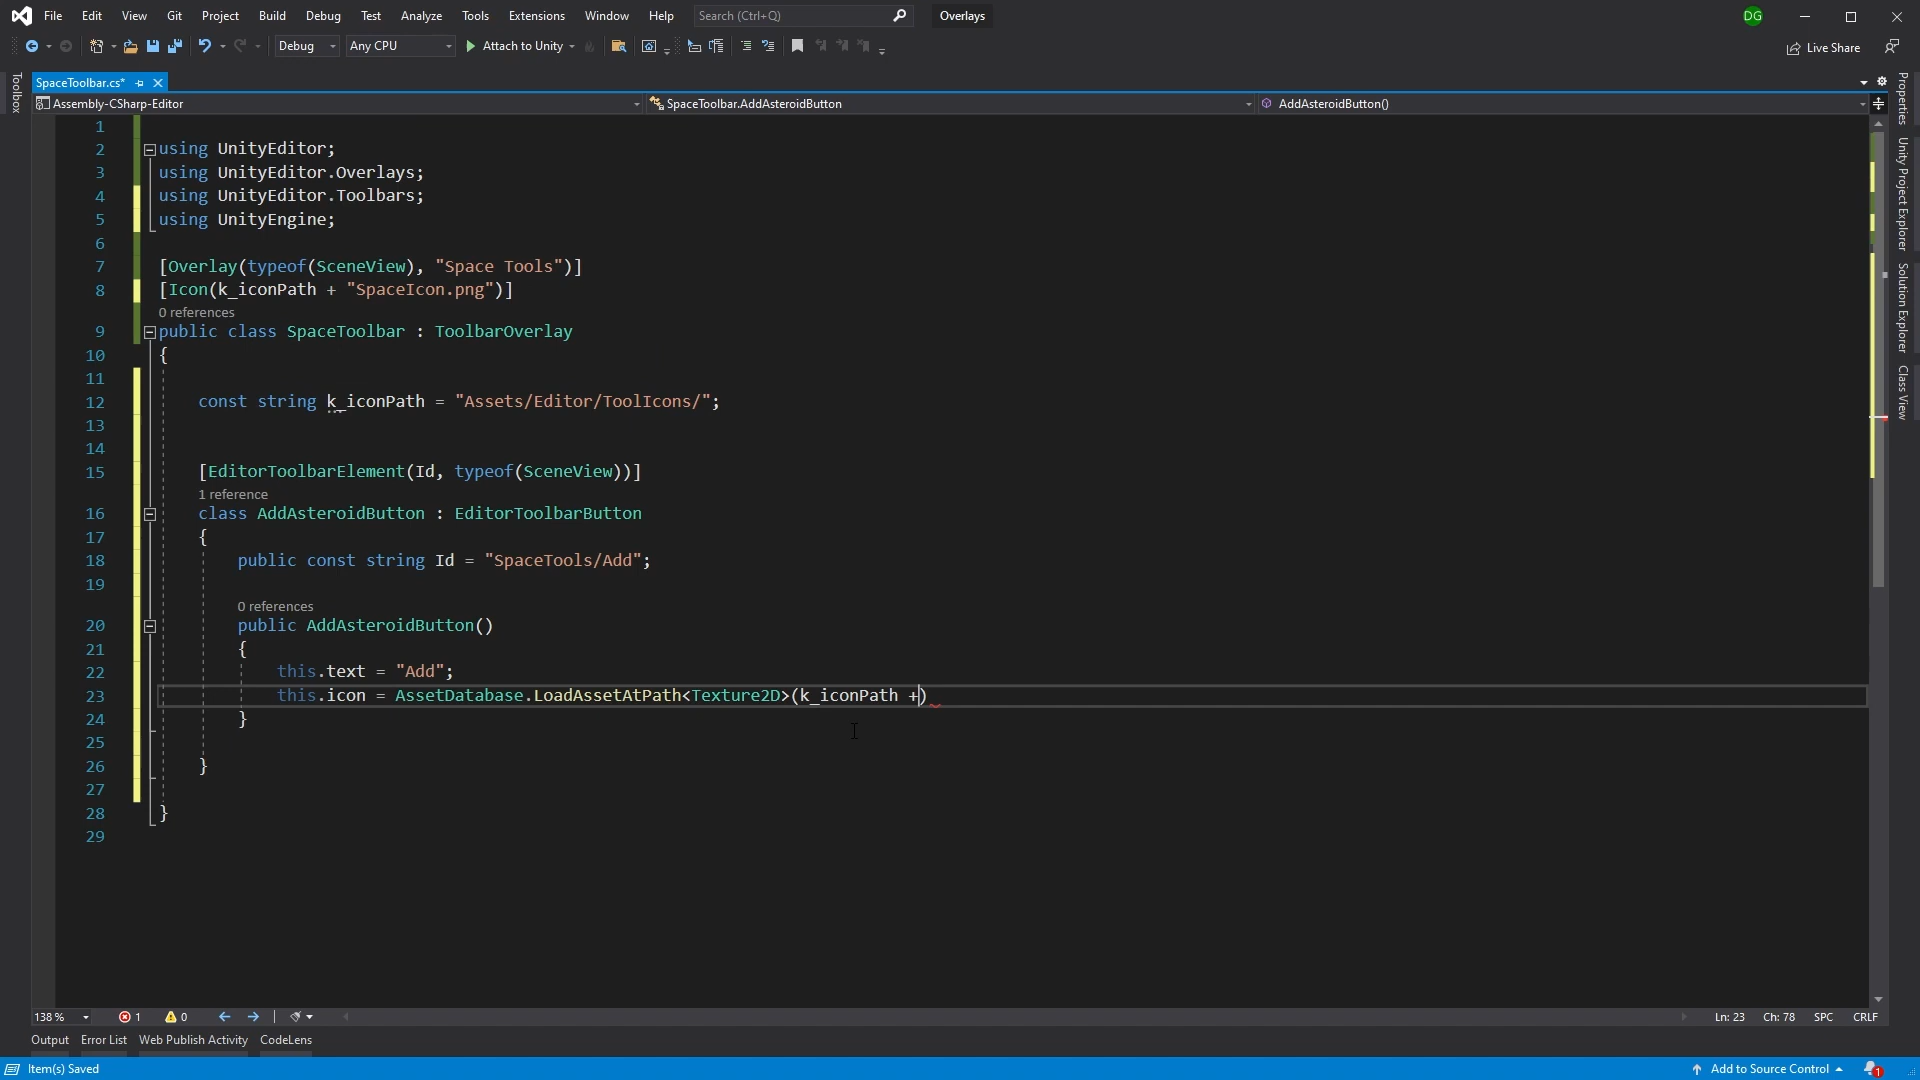 File Edit View Git Project Build Debug Test Analyze Tools Extensions Window Help Search (Ctrl+Q) Overlays DG
Debug Any CPU Attach to Unity Live Share
SpaceToolbar.cs*
Assembly-CSharp-Editor SpaceToolbar.AddAsteroidButton AddAsteroidButton()
Toolbox
Properties
Unity Project Explorer
Solution Explorer
Class View
1
2 using UnityEditor;
3 using UnityEditor.Overlays;
4 using UnityEditor.Toolbars;
5 using UnityEngine;
6
7 [Overlay(typeof(SceneView), "Space Tools")]
8 [Icon(k_iconPath + "SpaceIcon.png")]
0 references
9 public class SpaceToolbar : ToolbarOverlay
10 {
11
12 const string k_iconPath = "Assets/Editor/ToolIcons/";
13
14
15 [EditorToolbarElement(Id, typeof(SceneView))]
1 reference
16 class AddAsteroidButton : EditorToolbarButton
17 {
18 public const string Id = "SpaceTools/Add";
19
0 references
20 public AddAsteroidButton()
21 {
22 this.text = "Add";
23 this.icon = AssetDatabase.LoadAssetAtPath<Texture2D>(k_iconPath +)
24 }
25
26 }
27
28 }
29
138 % 1 0 Ln: 23 Ch: 78 SPC CRLF
Output Error List Web Publish Activity CodeLens
Item(s) Saved Add to Source Control 1